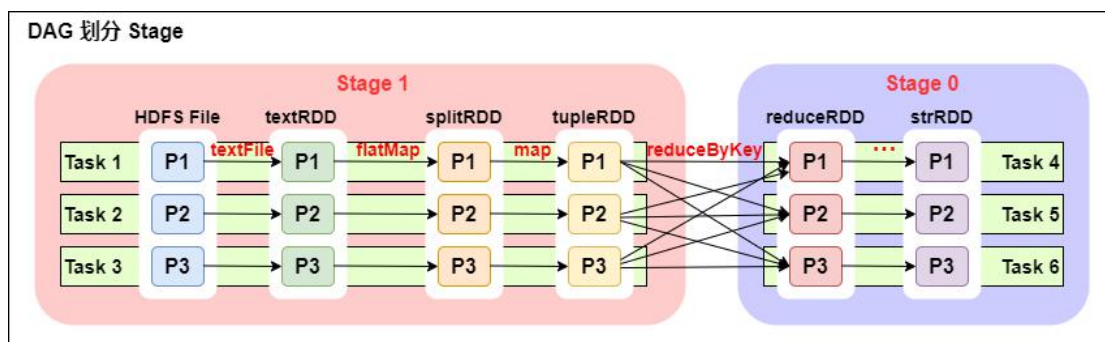 DAG 划分 Stage
Stage 1
Stage 0
HDFS File textRDD splitRDD tupleRDD reduceRDD strRDD
Task 1 P1 textFile P1 flatMap P1 map P1 reduceByKey P1 ... P1 Task 4
Task 2 P2 P2 P2 P2 P2 P2 Task 5
Task 3 P3 P3 P3 P3 P3 P3 Task 6